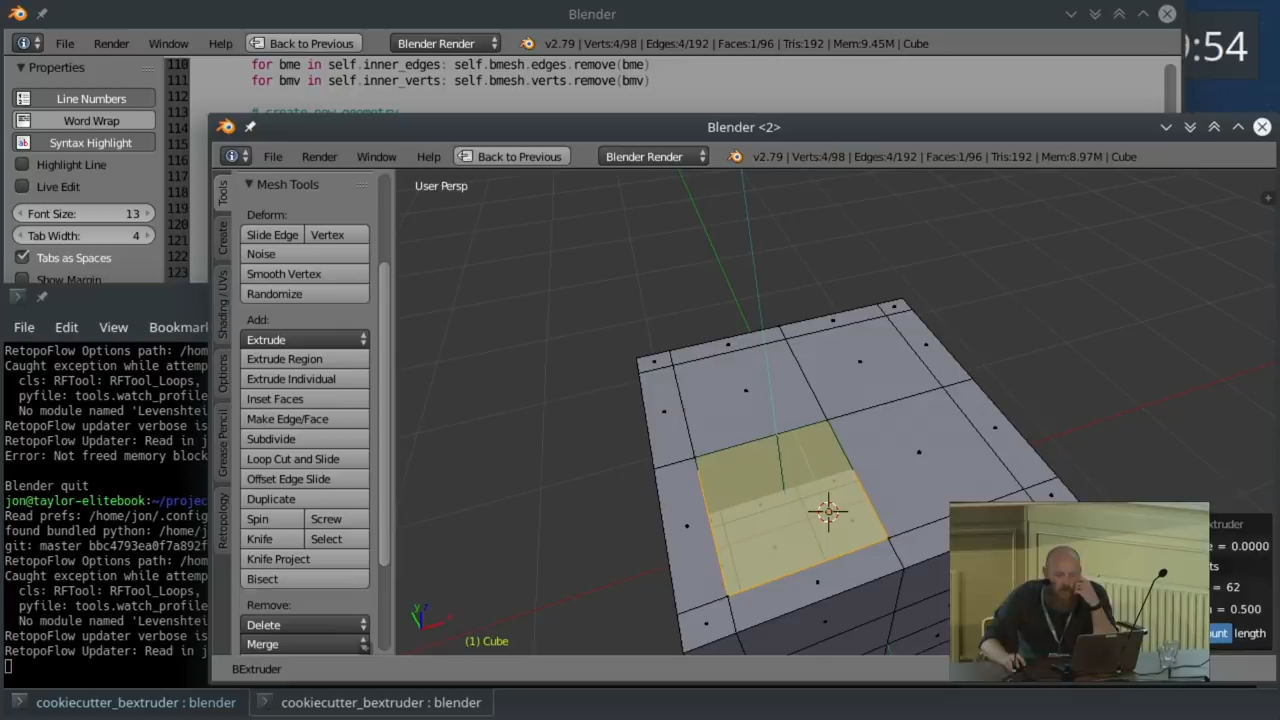 Blender
:54
File Render Window Help Back to Previous Blender Render v2.79 | Verts:4/98 | Edges:4/192 | Faces:1/96 | Tris:192 | Mem:9.45M | Cube
Properties
Line Numbers
Word Wrap
Syntax Highlight
Highlight Line
Live Edit
Font Size: 13
Tab Width: 4
Tabs as Spaces
Show Margin
110 for bme in self.inner_edges: self.bmesh.edges.remove(bme)
111 for bmv in self.inner_verts: self.bmesh.verts.remove(bmv)
112
113 # create new geometry
114
115
116
117
118
119
120
121
122
123
Blender <2>
File Render Window Help Back to Previous Blender Render v2.79 | Verts:4/98 | Edges:4/192 | Faces:1/96 | Tris:192 | Mem:8.97M | Cube
Tools
Create
Shading / UVs
Options
Grease Pencil
Retopology
Mesh Tools
Deform:
Slide Edge Vertex
Noise
Smooth Vertex
Randomize
Add:
Extrude
Extrude Region
Extrude Individual
Inset Faces
Make Edge/Face
Subdivide
Loop Cut and Slide
Offset Edge Slide
Duplicate
Spin Screw
Knife Select
Knife Project
Bisect
Remove:
Delete
Merge
BExtruder
User Persp
y z
(1) Cube
xtruder
e = 0.0000
ts
= 62
n = 0.500
unt length
File Edit View Bookmar
RetopoFlow Options path: /hom
Caught exception while attemp
cls: RFTool: RFTool_Loops,
pyfile: tools.watch_profile
No module named 'Levenshtei
RetopoFlow updater verbose is
RetopoFlow Updater: Read in j
Error: Not freed memory block
Blender quit
jon@taylor-elitebook:~/projec
Read prefs: /home/jon/.config
found bundled python: /home/j
git: master bbc4793ea0f7a892f
RetopoFlow Options path: /hom
Caught exception while attemp
cls: RFTool: RFTool_Loops,
pyfile: tools.watch_profile
No module named 'Levenshtei
RetopoFlow updater verbose is
RetopoFlow Updater: Read in j
cookiecutter_bextruder : blender
cookiecutter_bextruder : blender